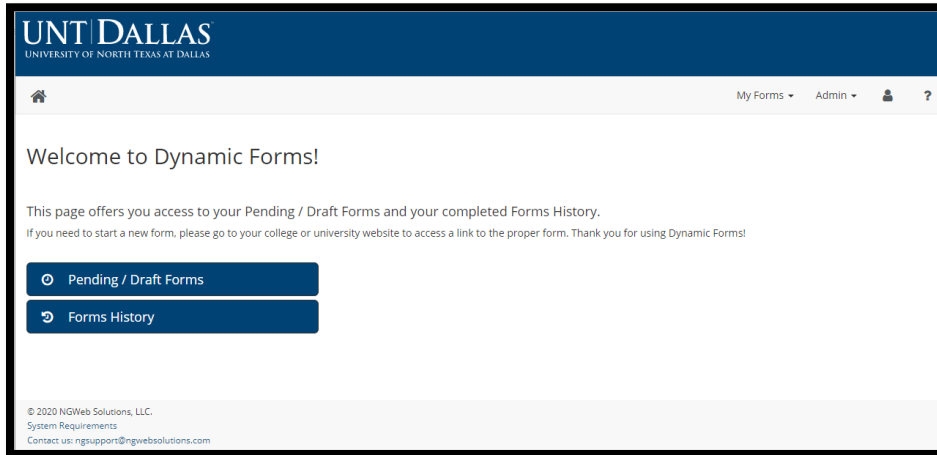 UNT DALLAS
UNIVERSITY OF NORTH TEXAS AT DALLAS
My Forms Admin ?
Welcome to Dynamic Forms!
This page offers you access to your Pending / Draft Forms and your completed Forms History.
If you need to start a new form, please go to your college or university website to access a link to the proper form. Thank you for using Dynamic Forms!
Pending / Draft Forms
Forms History
© 2020 NGWeb Solutions, LLC.
System Requirements
Contact us: ngsupport@ngwebsolutions.com